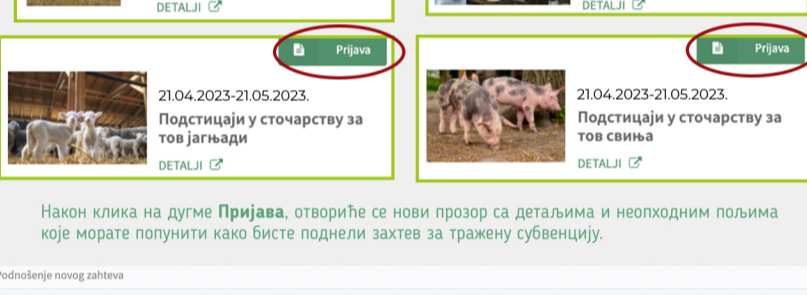 DETALJI
DETALJI
Prijava
21.04.2023-21.05.2023.
Подстицаји у сточарству за
тов јагњади
DETALJI
Prijava
21.04.2023-21.05.2023.
Подстицаји у сточарству за
тов свиња
DETALJI
Након клика на дугме Пријава, отвориће се нови прозор са детаљима и неопходним пољима
које морате попунити како бисте поднели захтев за тражену субвенцију.
Podnošenje novog zahteva